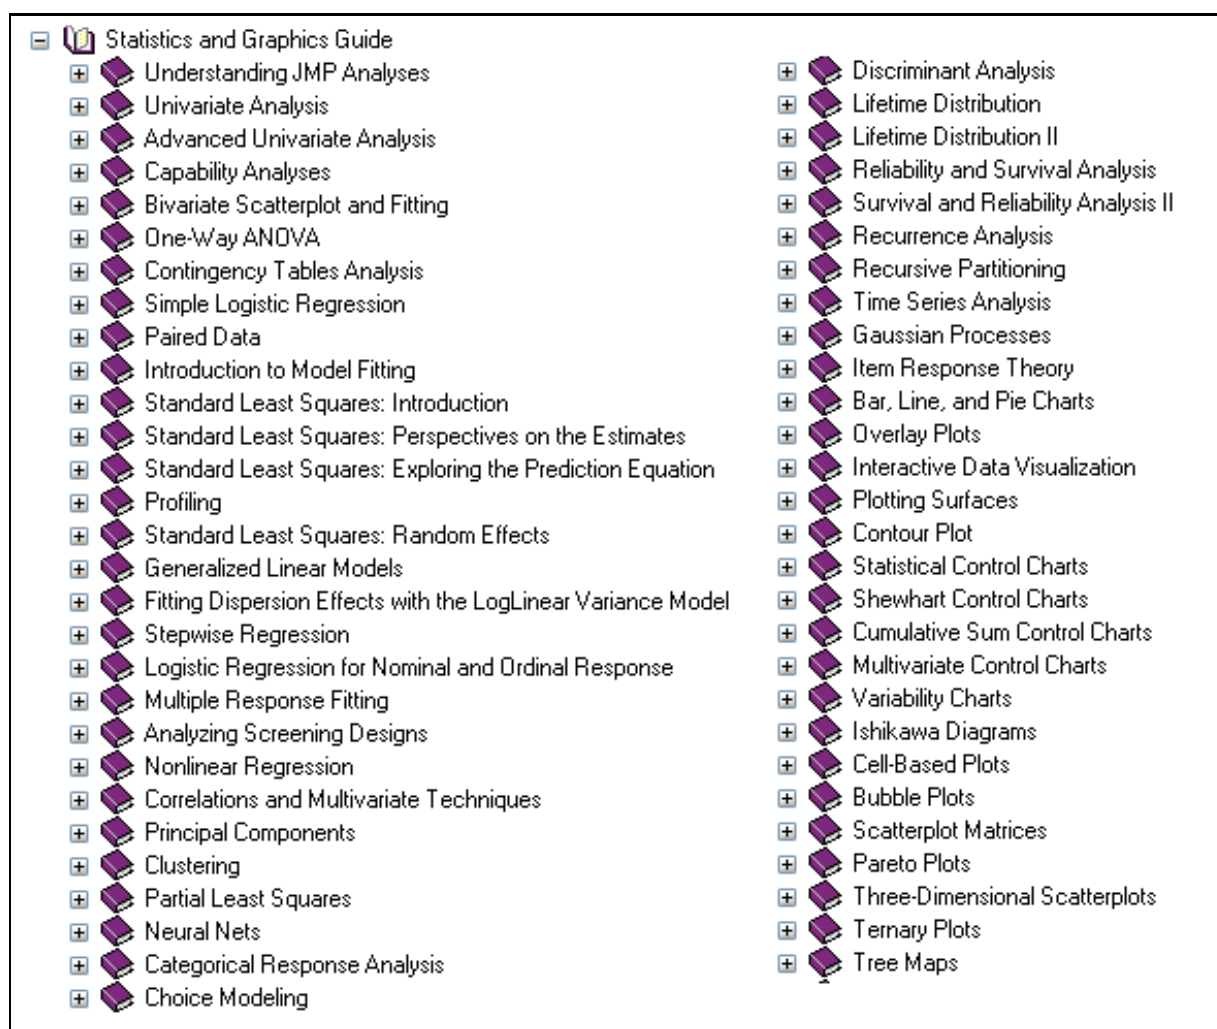 Statistics and Graphics Guide
Understanding JMP Analyses
Univariate Analysis
Advanced Univariate Analysis
Capability Analyses
Bivariate Scatterplot and Fitting
One-Way ANOVA
Contingency Tables Analysis
Simple Logistic Regression
Paired Data
Introduction to Model Fitting
Standard Least Squares: Introduction
Standard Least Squares: Perspectives on the Estimates
Standard Least Squares: Exploring the Prediction Equation
Profiling
Standard Least Squares: Random Effects
Generalized Linear Models
Fitting Dispersion Effects with the LogLinear Variance Model
Stepwise Regression
Logistic Regression for Nominal and Ordinal Response
Multiple Response Fitting
Analyzing Screening Designs
Nonlinear Regression
Correlations and Multivariate Techniques
Principal Components
Clustering
Partial Least Squares
Neural Nets
Categorical Response Analysis
Choice Modeling
Discriminant Analysis
Lifetime Distribution
Lifetime Distribution II
Reliability and Survival Analysis
Survival and Reliability Analysis II
Recurrence Analysis
Recursive Partitioning
Time Series Analysis
Gaussian Processes
Item Response Theory
Bar, Line, and Pie Charts
Overlay Plots
Interactive Data Visualization
Plotting Surfaces
Contour Plot
Statistical Control Charts
Shewhart Control Charts
Cumulative Sum Control Charts
Multivariate Control Charts
Variability Charts
Ishikawa Diagrams
Cell-Based Plots
Bubble Plots
Scatterplot Matrices
Pareto Plots
Three-Dimensional Scatterplots
Ternary Plots
Tree Maps